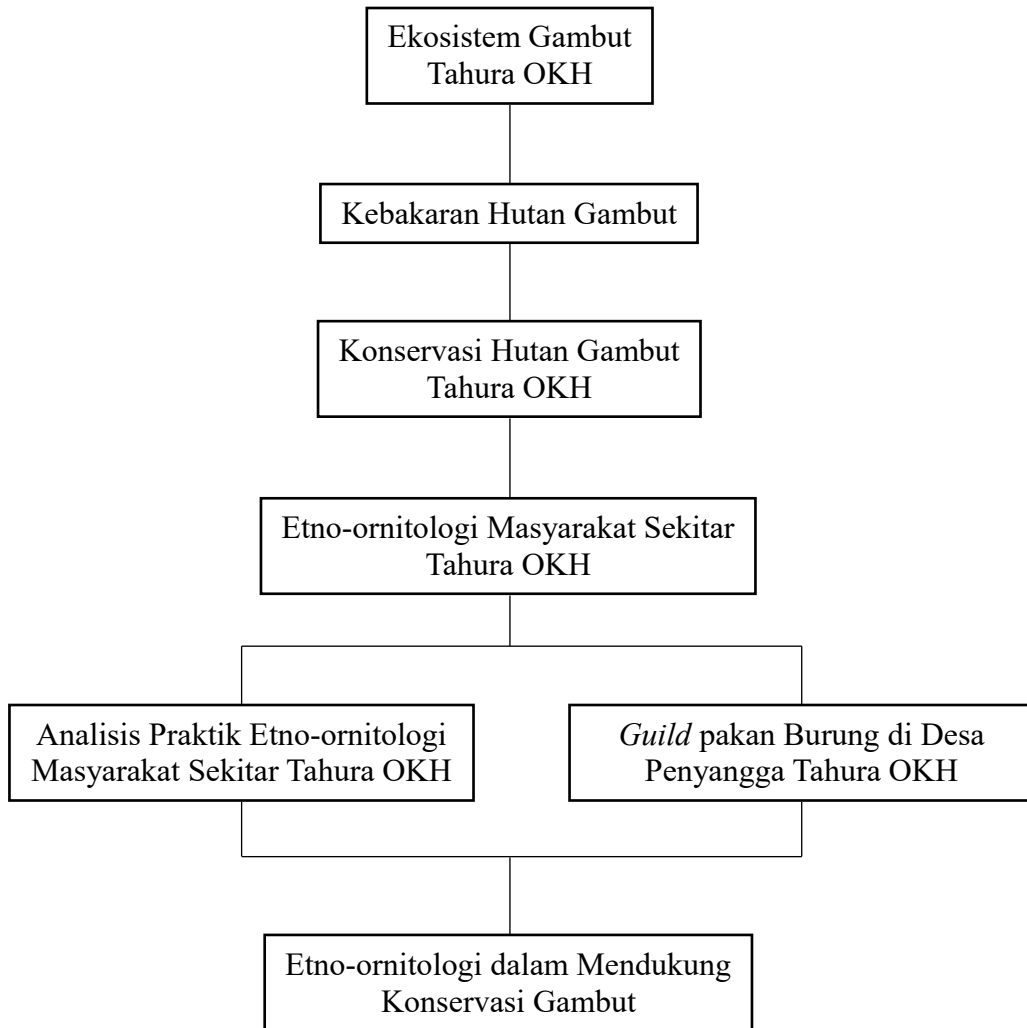 Ekosistem Gambut
Tahura OKH
Kebakaran Hutan Gambut
Konservasi Hutan Gambut
Tahura OKH
Etno-ornitologi Masyarakat Sekitar
Tahura OKH
Analisis Praktik Etno-ornitologi
Masyarakat Sekitar Tahura OKH
Guild pakan Burung di Desa
Penyangga Tahura OKH
Etno-ornitologi dalam Mendukung
Konservasi Gambut